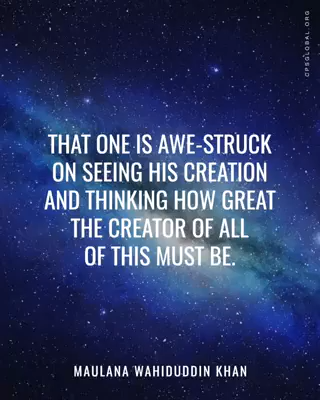 CPSGLOBAL.ORG
THAT ONE IS AWE-STRUCK
ON SEEING HIS CREATION
AND THINKING HOW GREAT
THE CREATOR OF ALL
OF THIS MUST BE.
MAULANA WAHIDUDDIN KHAN